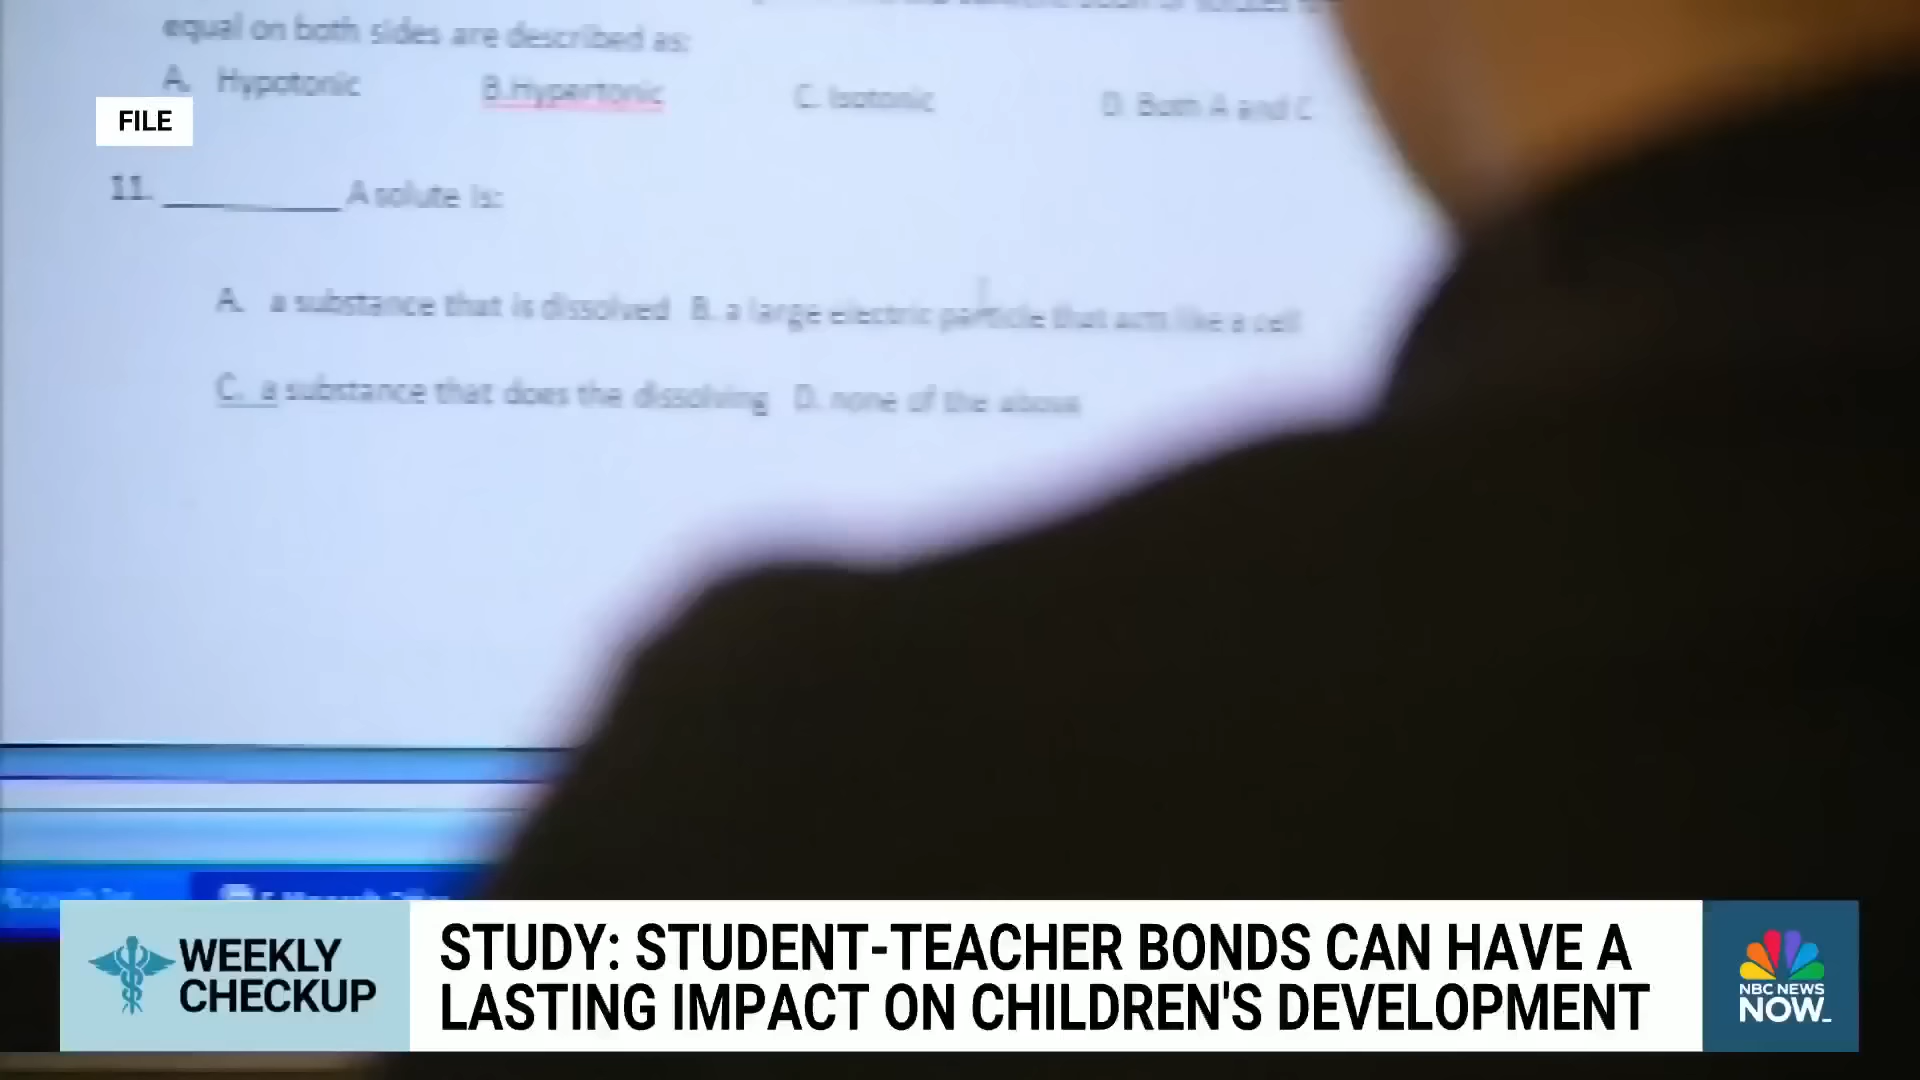 equal on both sides are described as:
A. Hypotonic B.Hypertonic C. Isotonic D. Both A and C
FILE
11. __________ A solute is:
A. a substance that is dissolved B. a large electric particle that acts like a cell
C. a substance that does the dissolving D. none of the above
WEEKLY
CHECKUP
STUDY: STUDENT-TEACHER BONDS CAN HAVE A
LASTING IMPACT ON CHILDREN'S DEVELOPMENT
NBC NEWS
NOW